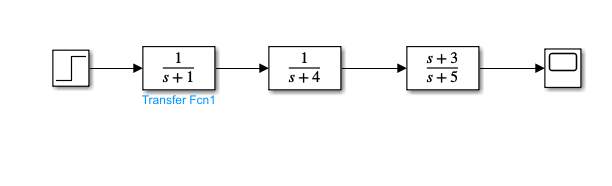 1
s + 1
1
s + 4
s + 3
s + 5
Transfer Fcn1